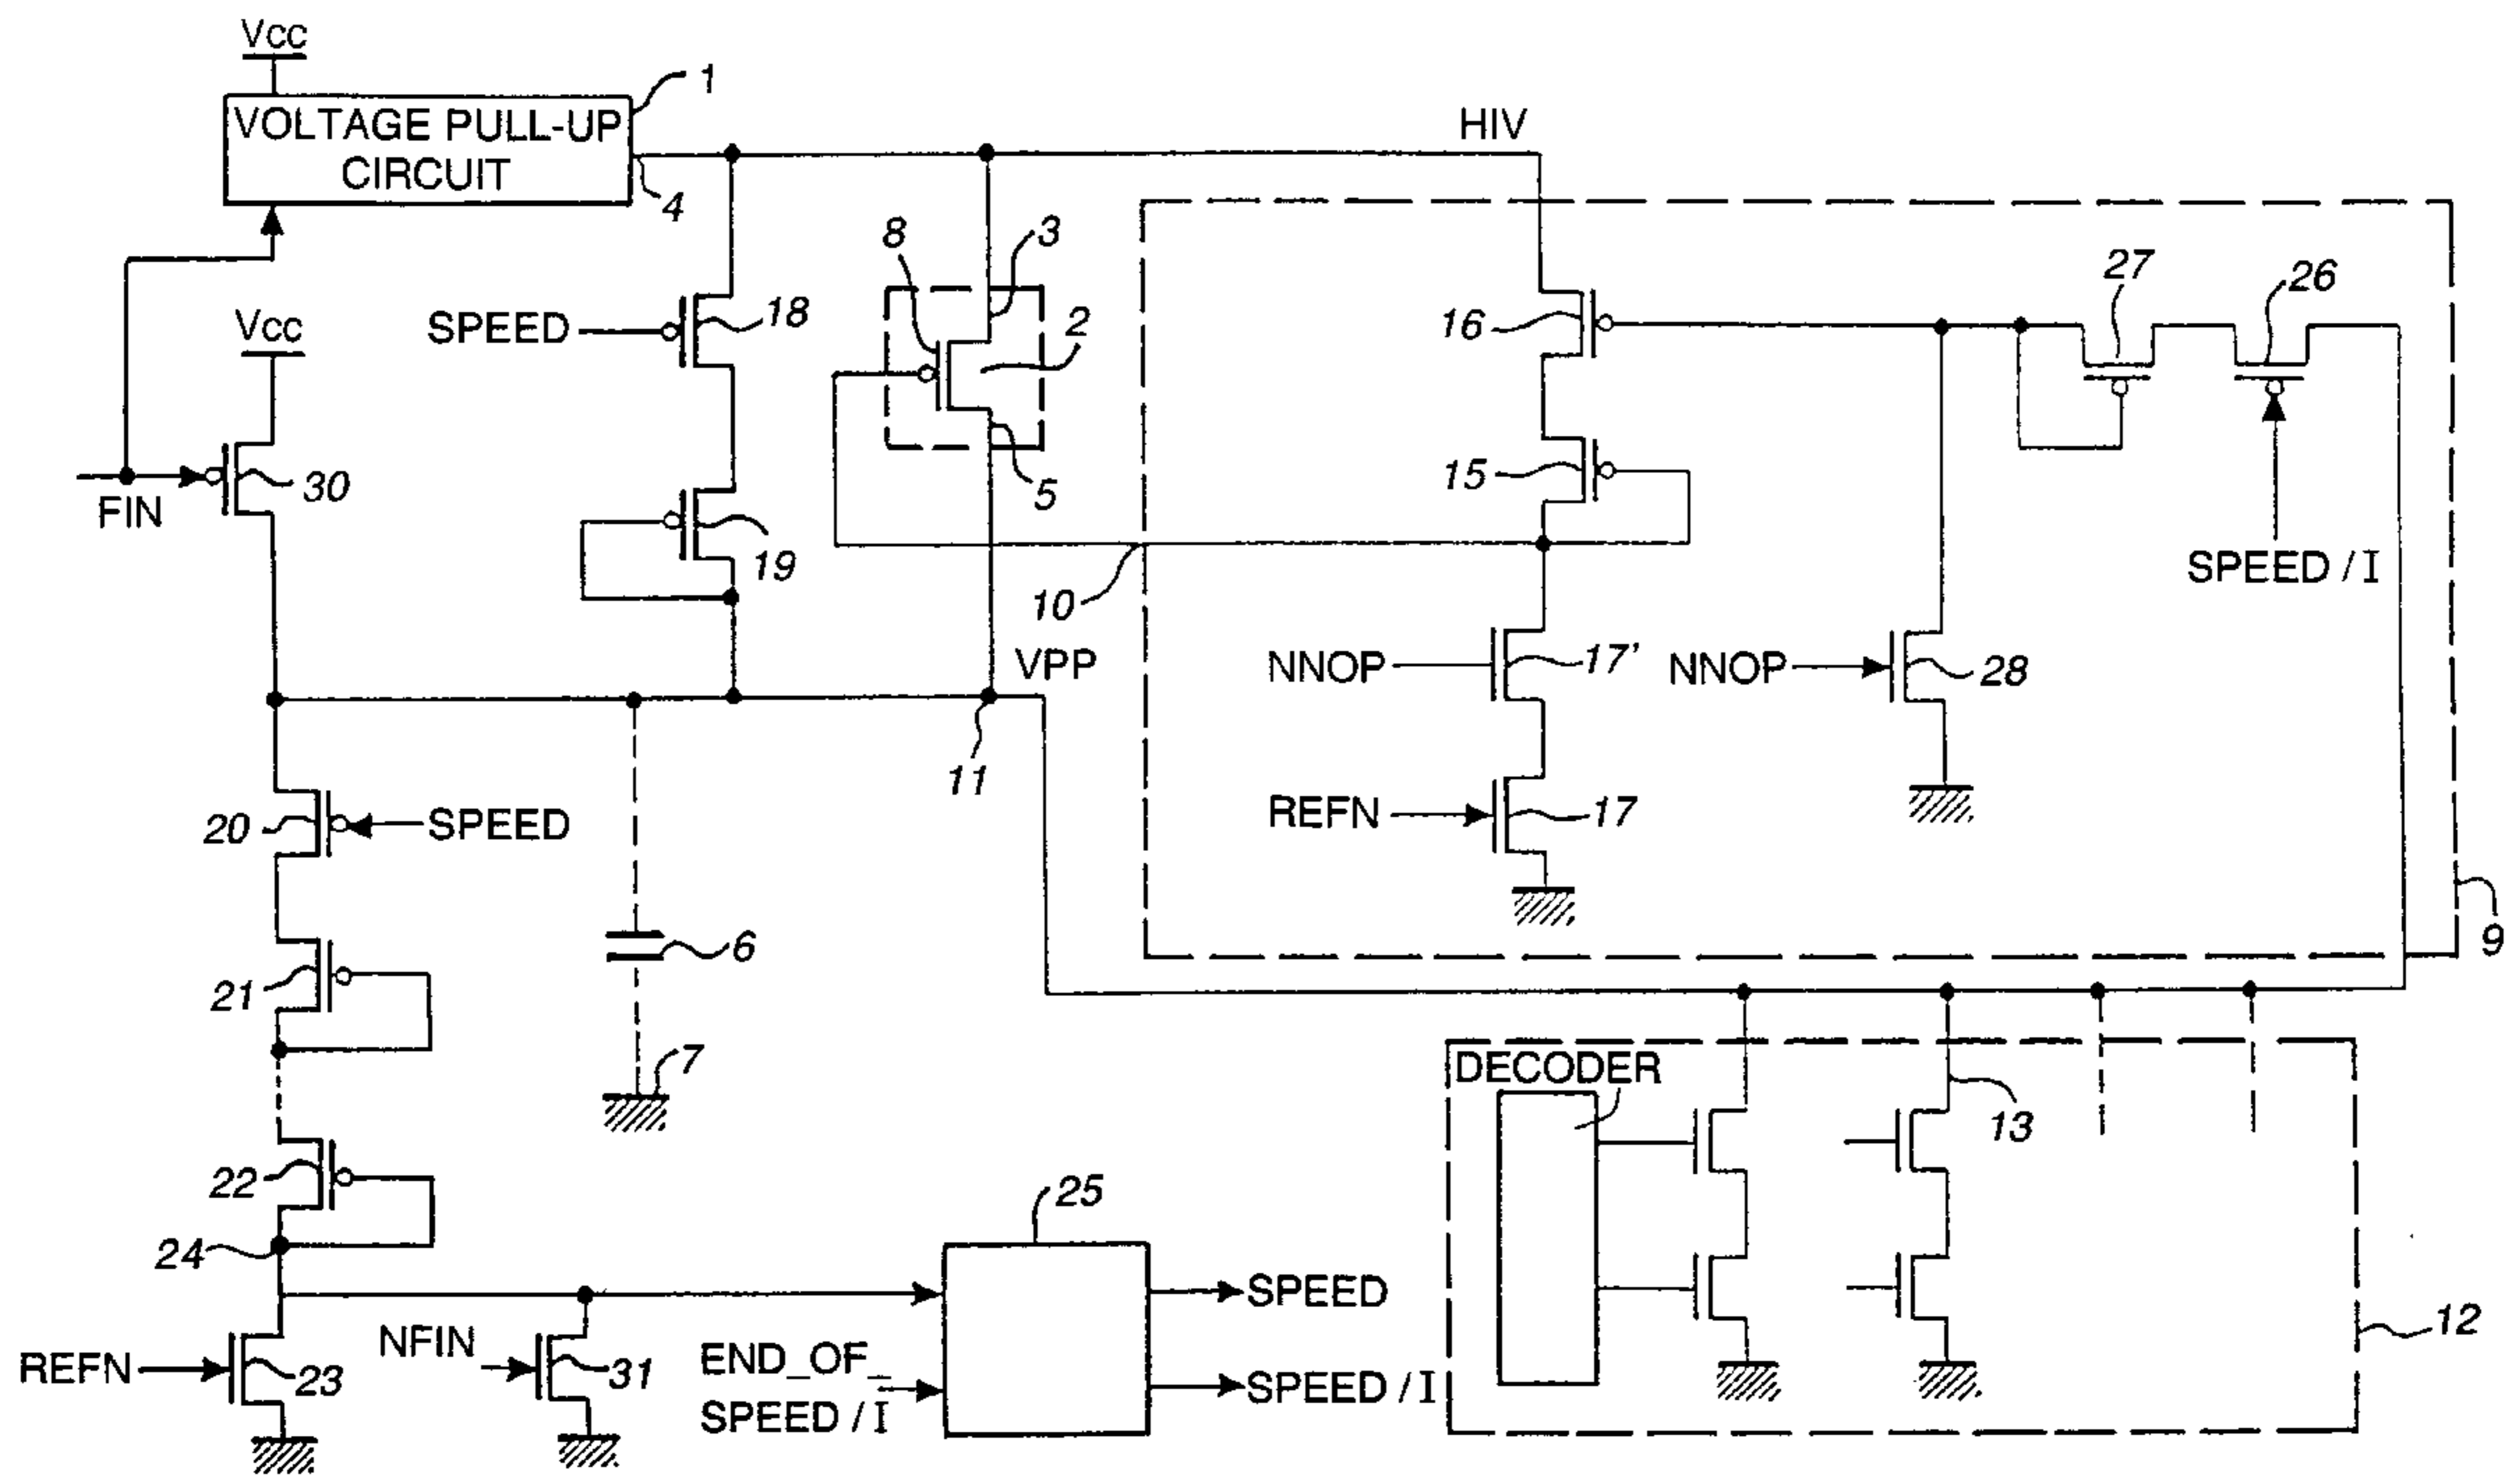 Vcc
1
VOLTAGE PULL-UP
CIRCUIT
4
HIV
8
3
2
5
27
26
16
15
SPEED
18
Vcc
30
FIN
19
10
SPEED / I
VPP
NNOP
17'
NNOP
28
11
20
SPEED
REFN
17
6
9
21
7
DECODER
13
22
25
24
SPEED
12
NFIN
REFN
23
31
END_OF_
SPEED / I
SPEED / I